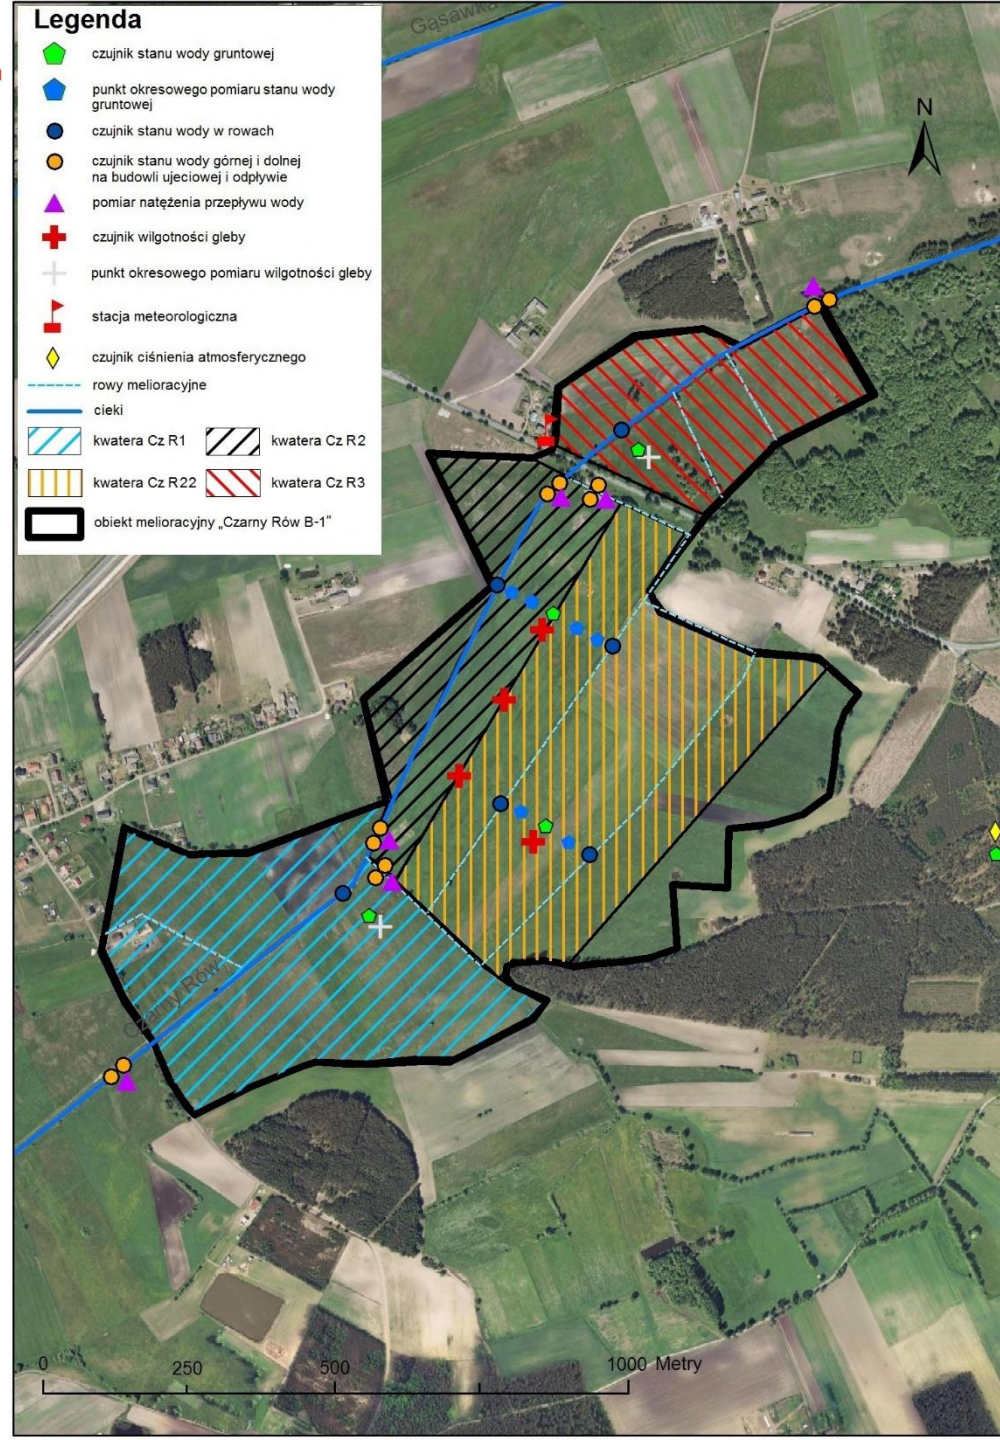 Gąsawka
Legenda
czujnik stanu wody gruntowej
punkt okresowego pomiaru stanu wody
gruntowej
czujnik stanu wody w rowach
czujnik stanu wody górnej i dolnej
na budowli ujeciowej i odpływie
pomiar natężenia przepływu wody
czujnik wilgotności gleby
punkt okresowego pomiaru wilgotności gleby
stacja meteorologiczna
czujnik ciśnienia atmosferycznego
rowy melioracyjne
cieki
kwatera Cz R1
kwatera Cz R2
kwatera Cz R22
kwatera Cz R3
obiekt melioracyjny „Czarny Rów B-1"
N
Czarny Rów
0 250 500 1000 Metry